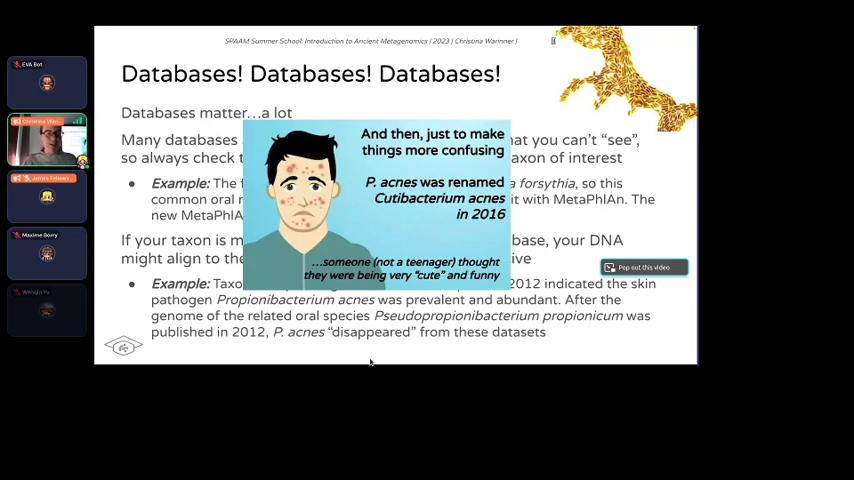 SPAAM Summer School: Introduction to Ancient Metagenomics | 2023 | Christina Warinner |
EVA Bot
Databases! Databases! Databases!
Databases matter…a lot
Many databases
so always check t
Example: The f
common oral
new MetaPhlA
If your taxon is m
might align to the
Example: Taxo
And then, just to make
things more confusing
P. acnes was renamed
Cutibacterium acnes
in 2016
…someone (not a teenager) thought
they were being very “cute” and funny
hat you can’t “see”,
taxon of interest
forsythia, so this
it with MetaPhlAn. The
base, your DNA
ive
2012 indicated the skin
pathogen Propionibacterium acnes was prevalent and abundant. After the
genome of the related oral species Pseudopropionibacterium propionicum was
published in 2012, P. acnes “disappeared” from these datasets
Pop out this video
Maxime Borry